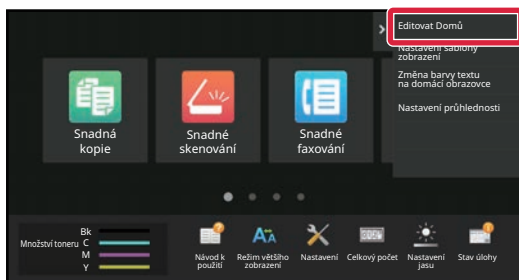 Editovat Domů
Nastavení šablony
zobrazení
Změna barvy textu
na domácí obrazovce
Nastavení průhlednosti
Snadná
kopie
Snadné
skenování
Snadné
faxování
Množství toneru
Bk
C
M
Y
Návod k
použití
Režim většího
zobrazení
Nastavení
Celkový počet
Nastavení
jasu
Stav úlohy